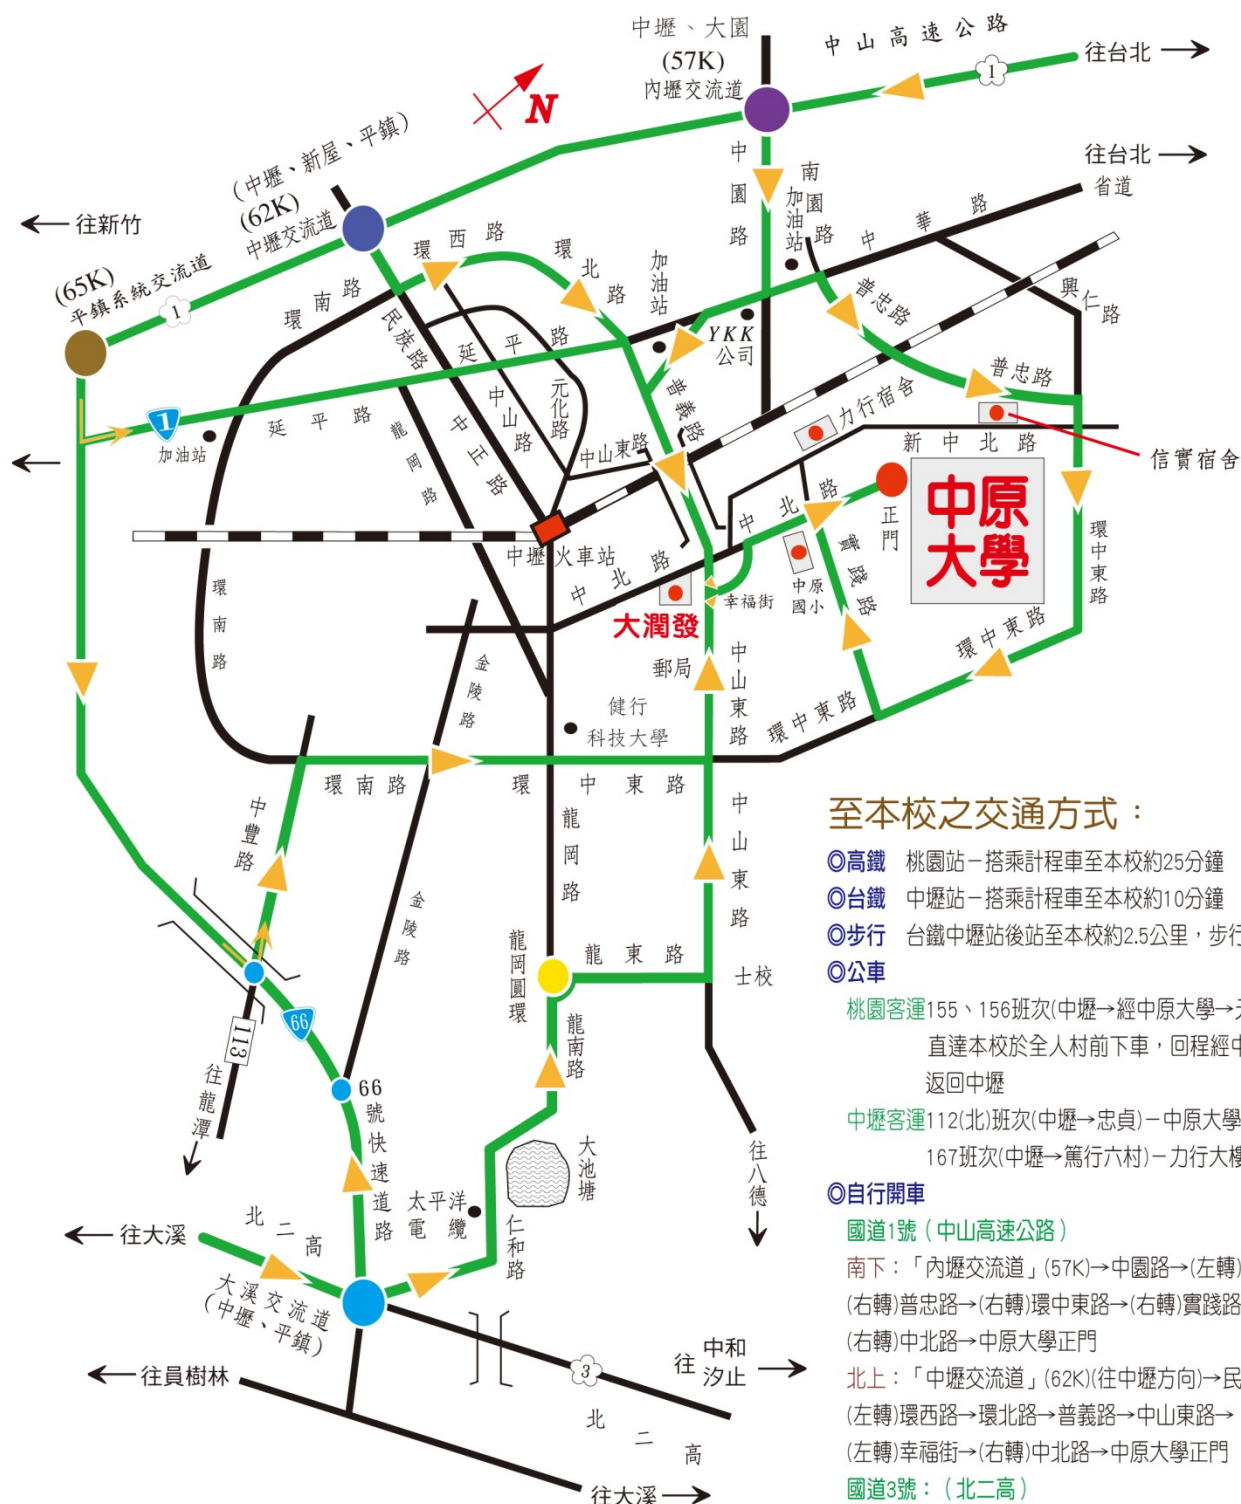 中壢、大園
(57K)
內壢交流道
中山高速公路
1
往台北
N
往台北
省道
(中壢、新屋、平鎮)
(62K)
中壢交流道
往新竹
(65K)
平鎮系統交流道
1
環南路
環西路
環北路
加油站
中園路
南園路
加油站
中華路
興仁路
普忠路
普忠路
民族路
延平路
YKK
公司
普義路
力行宿舍
新中北路
信實宿舍
1
加油站
延平路
龍岡路
中正路
中山路
元化路
中山東路
中壢火車站
中北路
中北路
正門
中原
大學
實踐路
中原
國小
環中東路
幸福街
大潤發
郵局
中山東路
環中東路
環中東路
環南路
金陵路
健行
科技大學
環南路
環中東路
中豐路
龍岡路
中山東路
金陵路
龍岡圓環
龍東路
士校
龍南路
66
113
往龍潭
66號快速道路
大池塘
太平洋
電纜
仁和路
往八德
往大溪
北二高
大溪交流道
(中壢、平鎮)
往員樹林
往
中和
汐止
3
北二高
往大溪
至本校之交通方式：
◎高鐵 桃園站－搭乘計程車至本校約25分鐘
◎台鐵 中壢站－搭乘計程車至本校約10分鐘
◎步行 台鐵中壢站後站至本校約2.5公里，步行
◎公車
桃園客運155、156班次(中壢→經中原大學→
直達本校於全人村前下車，回程經中
返回中壢
中壢客運112(北)班次(中壢→忠貞)－中原大學
167班次(中壢→篤行六村)－力行大樓
◎自行開車
國道1號（中山高速公路）
南下：「內壢交流道」(57K)→中園路→(左轉)
(右轉)普忠路→(右轉)環中東路→(右轉)實踐路
(右轉)中北路→中原大學正門
北上：「中壢交流道」(62K)(往中壢方向)→民
(左轉)環西路→環北路→普義路→中山東路→
(左轉)幸福街→(右轉)中北路→中原大學正門
國道3號：（北二高）